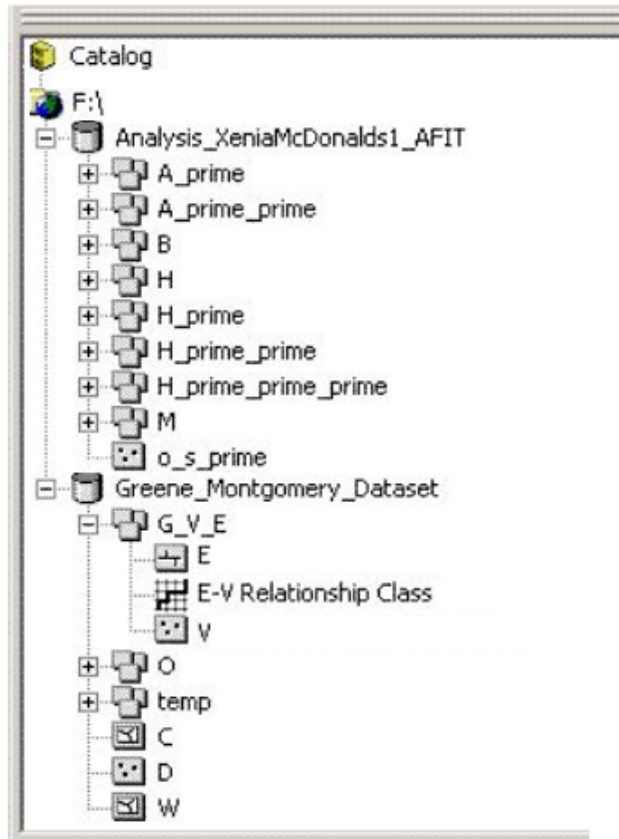 Catalog
F:\
Analysis_XeniaMcDonalds1_AFIT
A_prime
A_prime_prime
B
H
H_prime
H_prime_prime
H_prime_prime_prime
M
o_s_prime
Greene_Montgomery_Dataset
G_V_E
E
E-V Relationship Class
V
O
temp
C
D
W